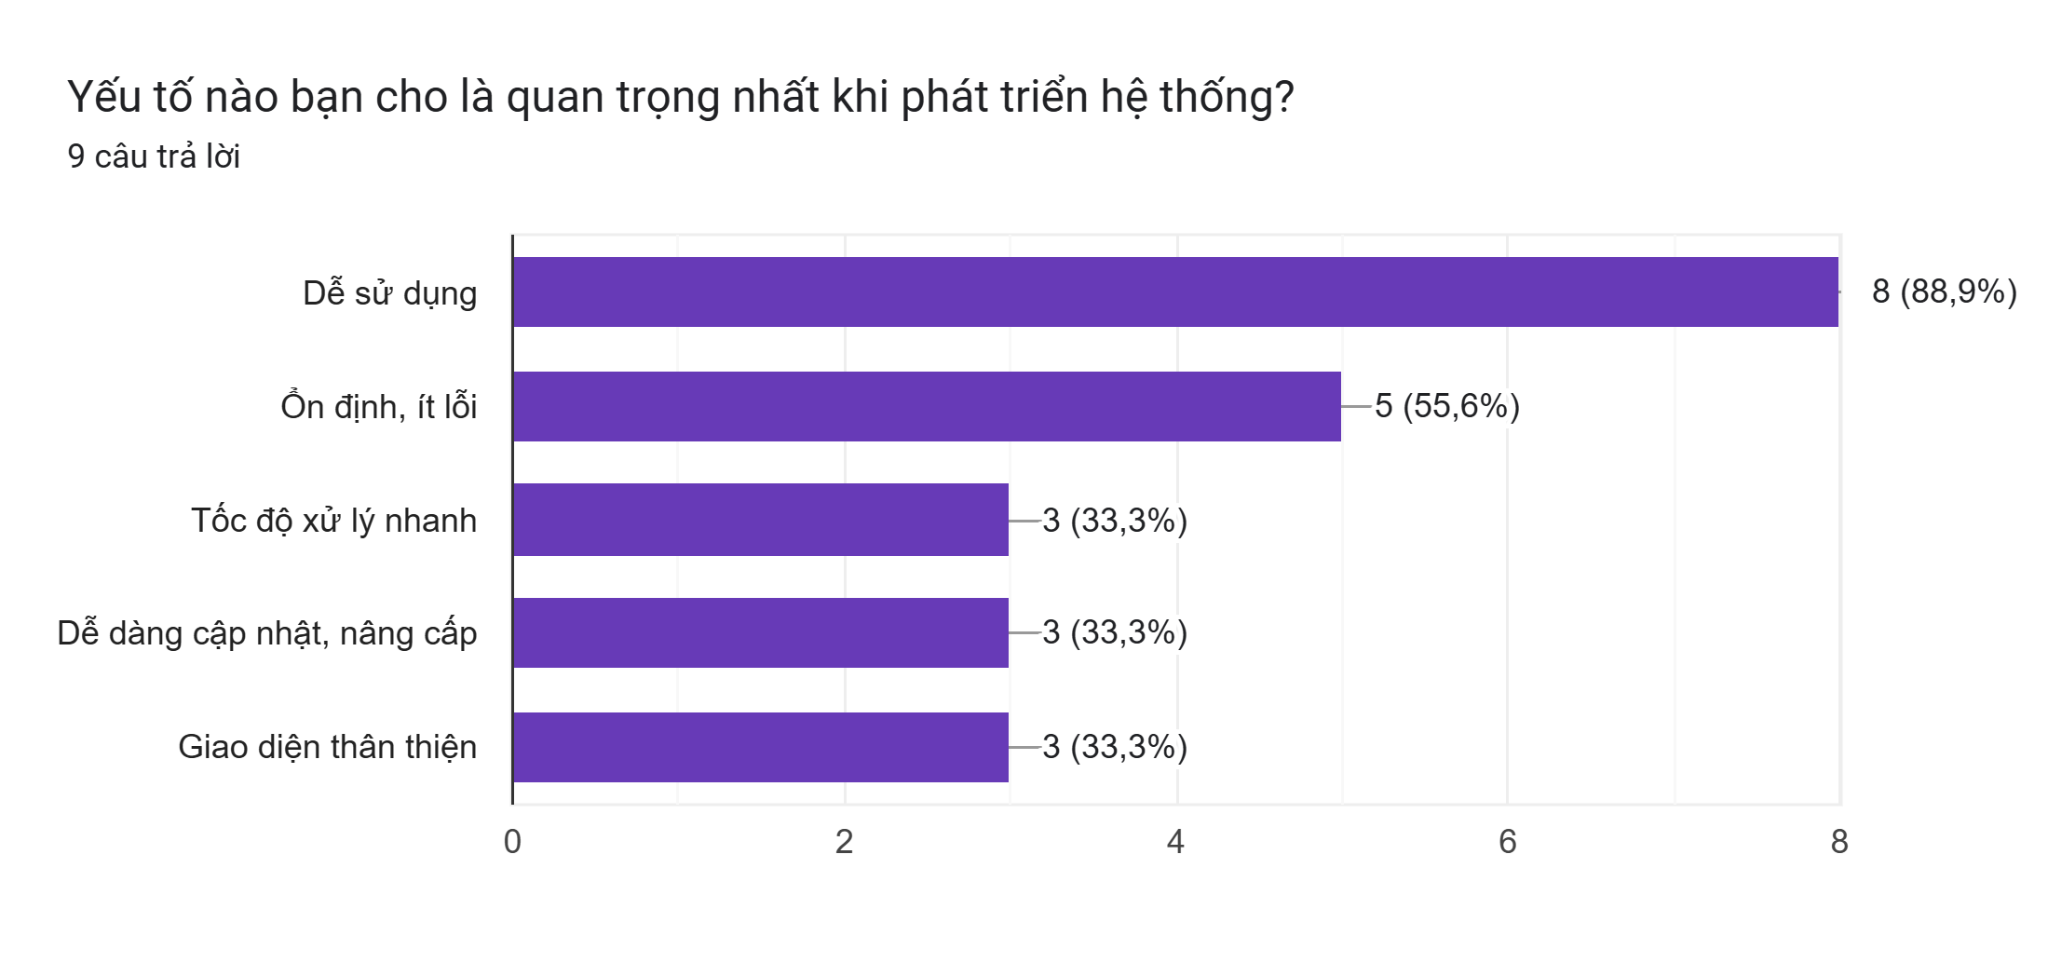 Yếu tố nào bạn cho là quan trọng nhất khi phát triển hệ thống?
9 câu trả lời
Dễ sử dụng
8 (88,9%)
Ổn định, ít lỗi
5 (55,6%)
Tốc độ xử lý nhanh
3 (33,3%)
Dễ dàng cập nhật, nâng cấp
3 (33,3%)
Giao diện thân thiện
3 (33,3%)
0 2 4 6 8